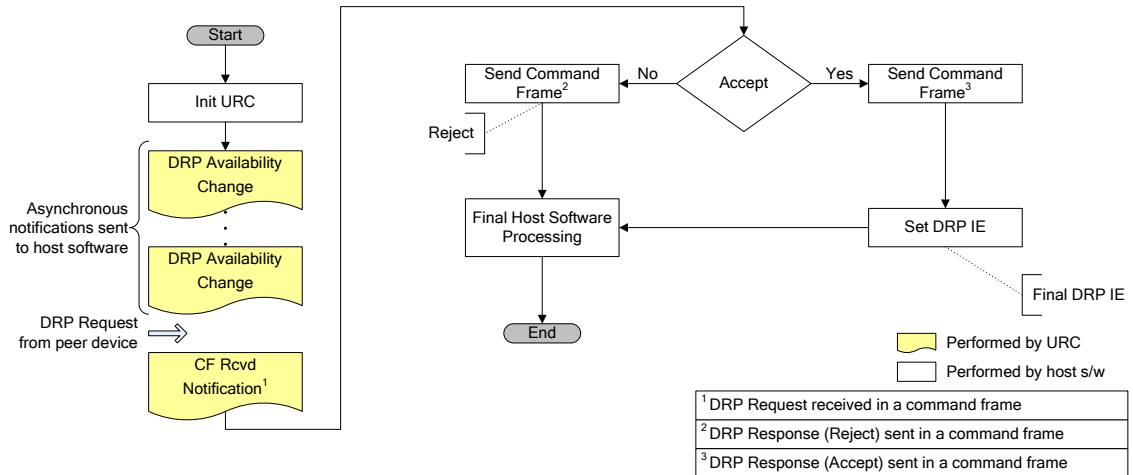 Start
Init URC
DRP Availability
Change
Asynchronous
notifications sent
to host software
DRP Availability
Change
DRP Request
from peer device
CF Rcvd
Notification1
Accept
No
Yes
Send Command
Frame2
Reject
Send Command
Frame3
Final Host Software
Processing
Set DRP IE
Final DRP IE
End
Performed by URC
Performed by host s/w
1 DRP Request received in a command frame
2 DRP Response (Reject) sent in a command frame
3 DRP Response (Accept) sent in a command frame